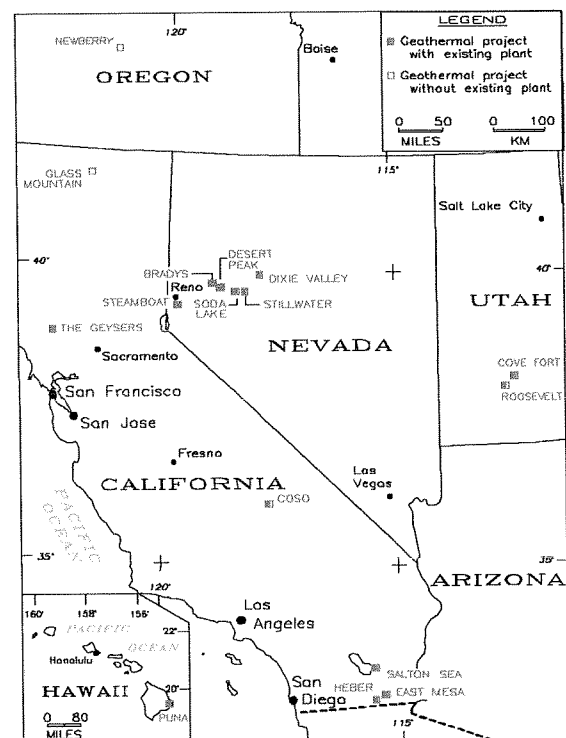 120°
NEWBERRY
OREGON
Boise
LEGEND
Geothermal project
with existing plant
Geothermal project
without existing plant
0 50
MILES
0 100
KM
GLASS
MOUNTAIN
115°
Salt Lake City
40°
DESERT
PEAK
BRADYS
DIXIE VALLEY
Reno
40°
STEAMBOAT
SODA
LAKE
STILLWATER
UTAH
THE GEYSERS
NEVADA
Sacramento
COVE FORT
ROOSEVELT
San Francisco
San Jose
Fresno
CALIFORNIA
Las
Vegas
COSO
PACIFIC
OCEAN
35°
35°
ARIZONA
120°
160° 158° 156°
Los
Angeles
PACIFIC
OCEAN
22°
Honolulu
HAWAII
20°
PUNA
0 80
MILES
San
Diego
SALTON SEA
HEBER
EAST MESA
115°